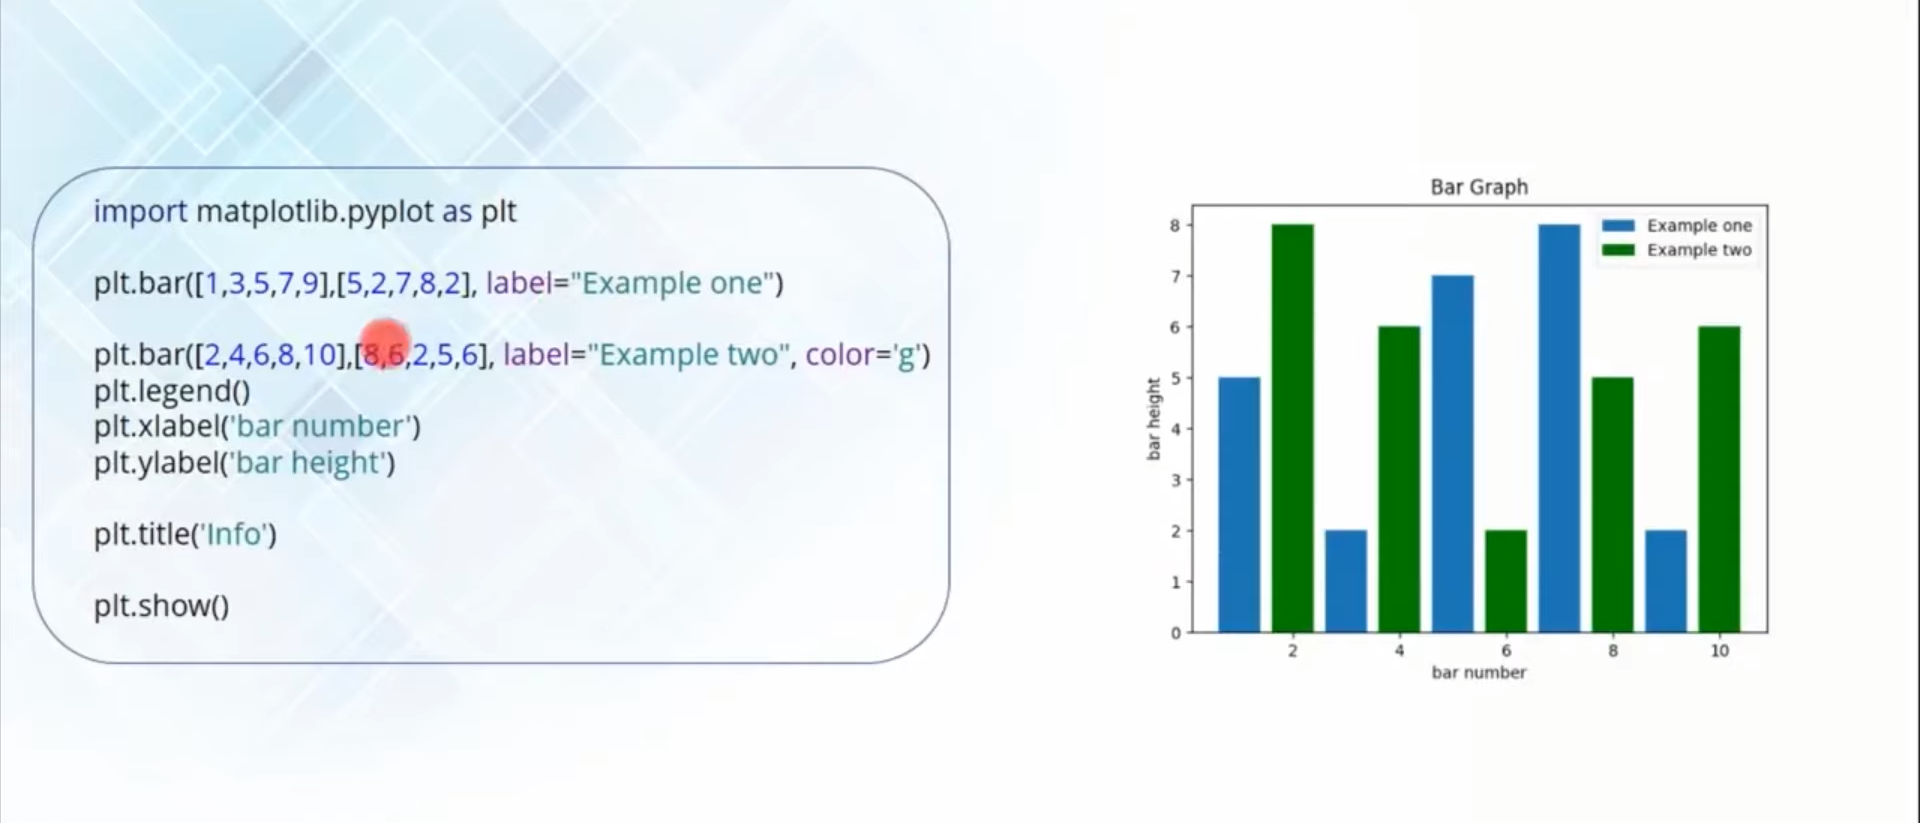 import matplotlib.pyplot as plt
plt.bar([1,3,5,7,9],[5,2,7,8,2], label="Example one")
plt.bar([2,4,6,8,10],[8,6,2,5,6], label="Example two", color='g')
plt.legend()
plt.xlabel('bar number')
plt.ylabel('bar height')
plt.title('Info')
plt.show()
Bar Graph
Example one
Example two
8
7
6
5
4
3
2
1
0
bar height
2 4 6 8 10
bar number